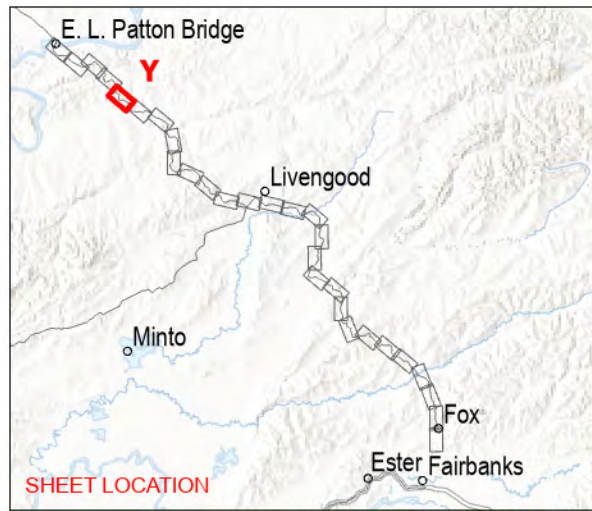 E. L. Patton Bridge
Y
Livengood
Minto
Fox
Ester Fairbanks
SHEET LOCATION